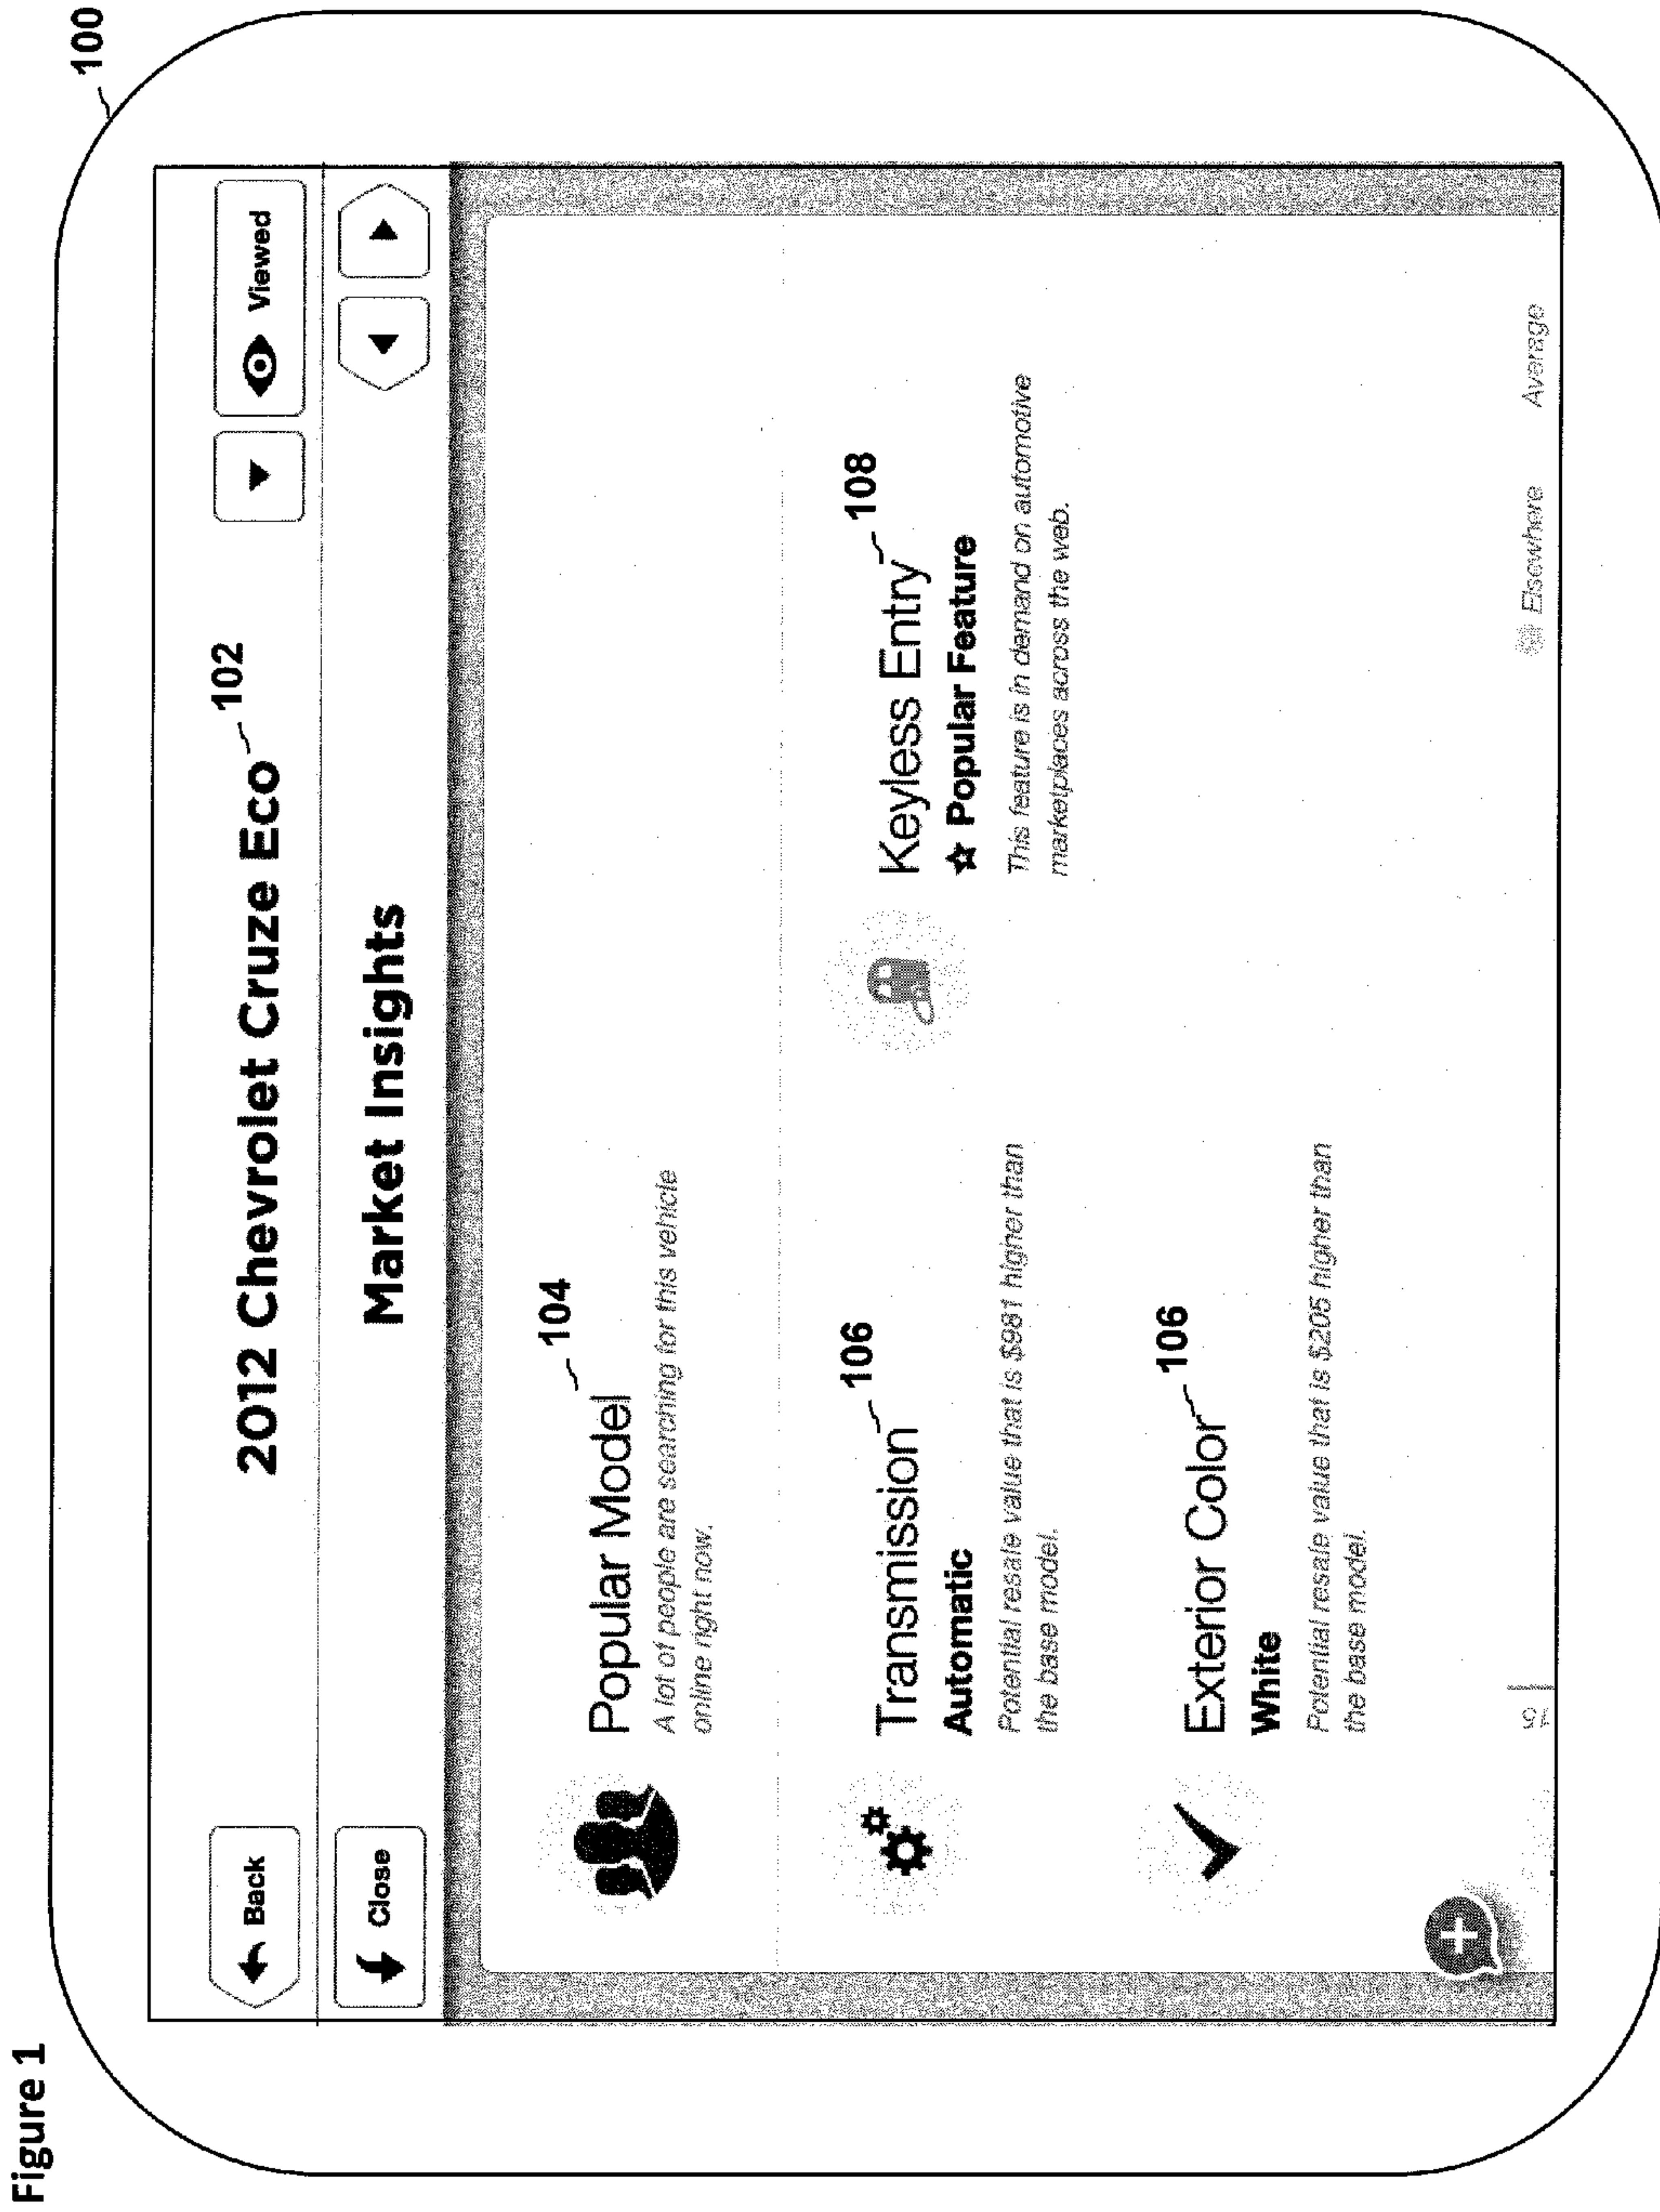 Figure 1
100
Back
2012 Chevrolet Cruze Eco
102
Viewed
Close
Market Insights
Popular Model
104
A lot of people are searching for this vehicle
online right now.
Transmission
106
Automatic
Potential resale value that is $981 higher than
the base model.
Keyless Entry
108
☆ Popular Feature
This feature is in demand on automotive
marketplaces across the web.
Exterior Color
106
White
Potential resale value that is $205 higher than
the base model.
15
Elsewhere
Average